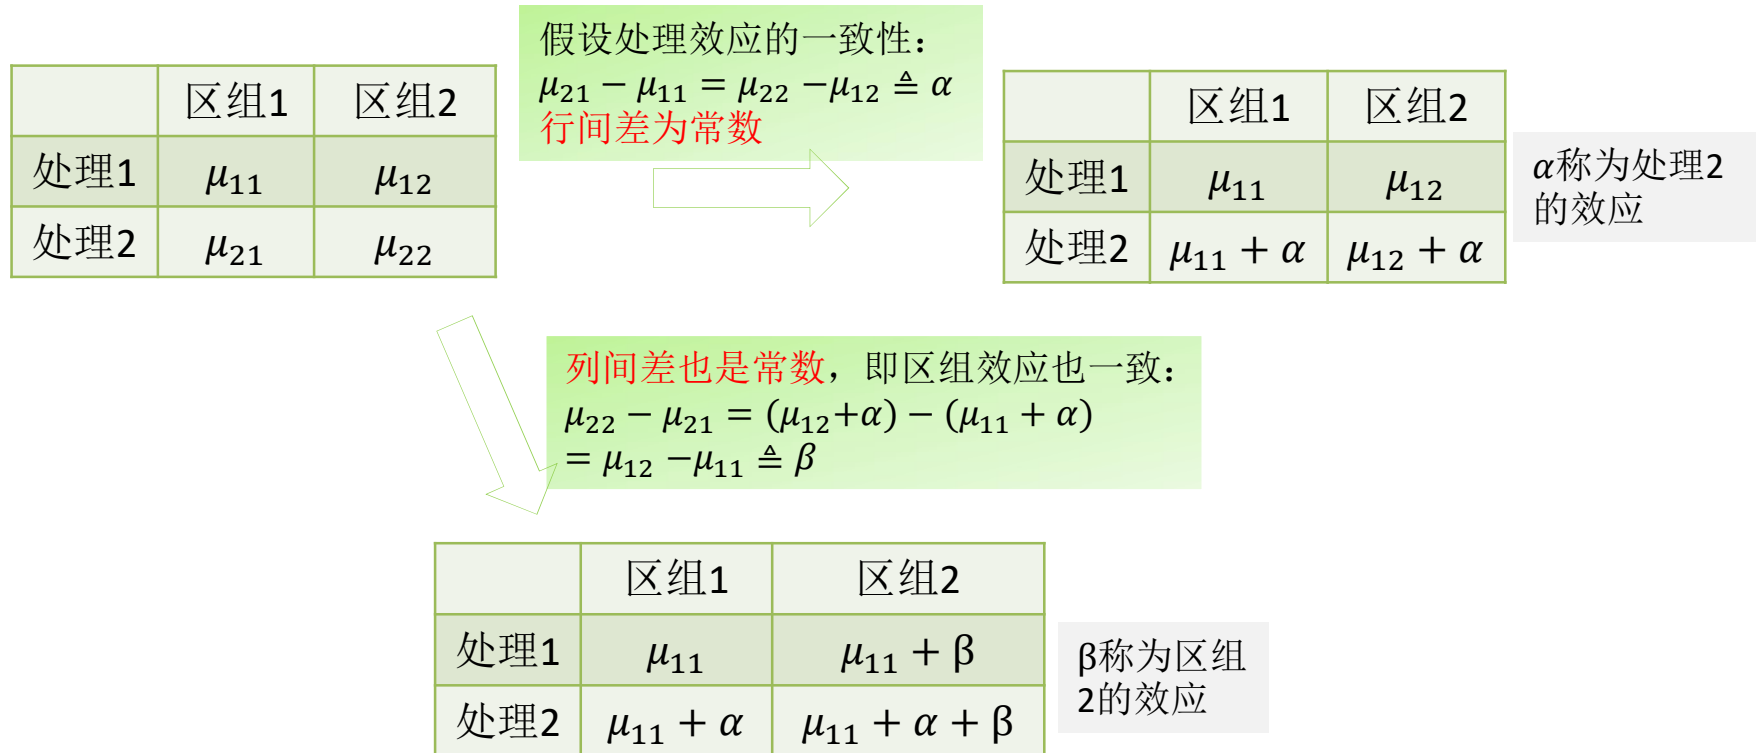 区组1 区组2
处理1 μ₁₁ μ₁₂
处理2 μ₂₁ μ₂₂
假设处理效应的一致性：
μ₂₁ − μ₁₁ = μ₂₂ −μ₁₂ ≜ α
行间差为常数
区组1 区组2
处理1 μ₁₁ μ₁₂
处理2 μ₁₁ + α μ₁₂ + α
α称为处理2
的效应
列间差也是常数，即区组效应也一致：
μ₂₂ − μ₂₁ = (μ₁₂+α) − (μ₁₁ + α)
= μ₁₂ −μ₁₁ ≜ β
区组1 区组2
处理1 μ₁₁ μ₁₁ + β
处理2 μ₁₁ + α μ₁₁ + α + β
β称为区组
2的效应